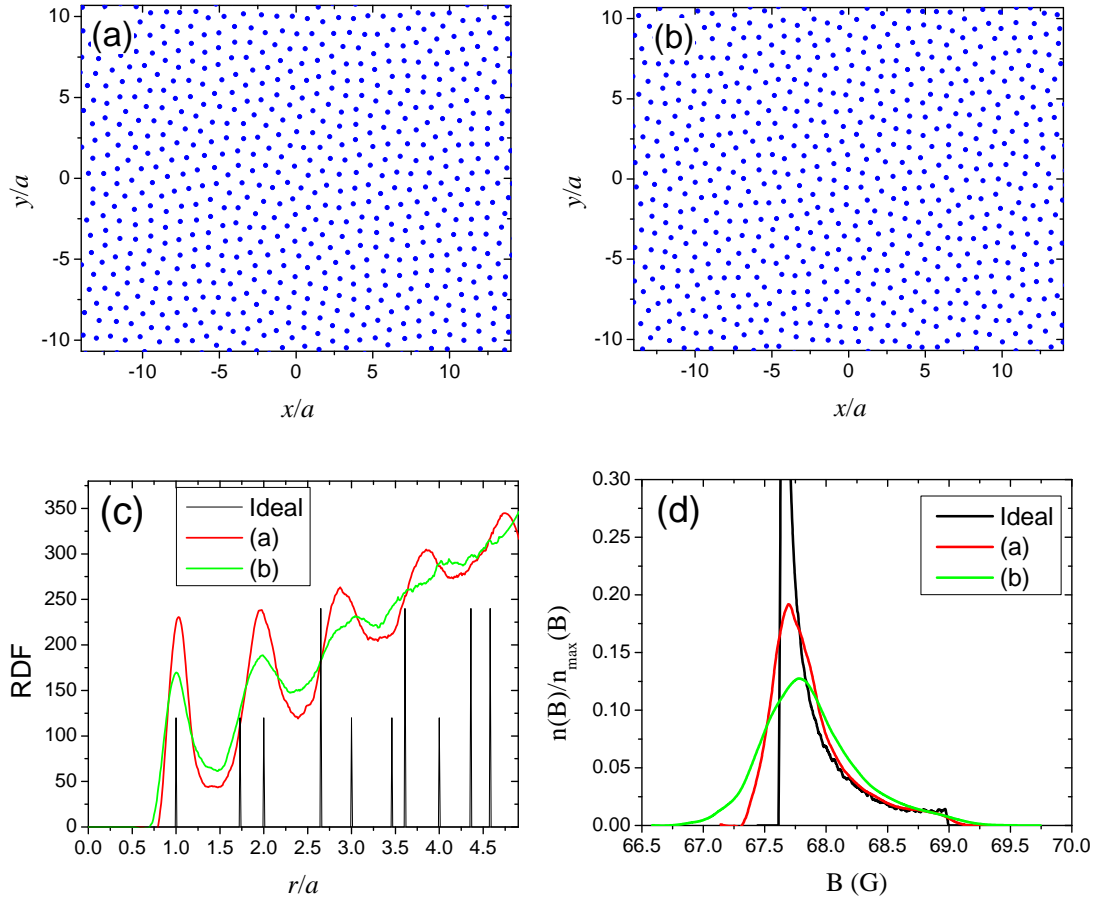 (a)
10
5
0
-5
-10
y/a
-10 -5 0 5 10
x/a
(b)
10
5
0
-5
-10
y/a
-10 -5 0 5 10
x/a
(c)
Ideal
(a)
(b)
350
300
250
200
150
100
50
0
RDF
0.0 0.5 1.0 1.5 2.0 2.5 3.0 3.5 4.0 4.5
r/a
(d)
Ideal
(a)
(b)
0.30
0.25
0.20
0.15
0.10
0.05
0.00
n(B)/n_max(B)
66.5 67.0 67.5 68.0 68.5 69.0 69.5 70.0
B (G)